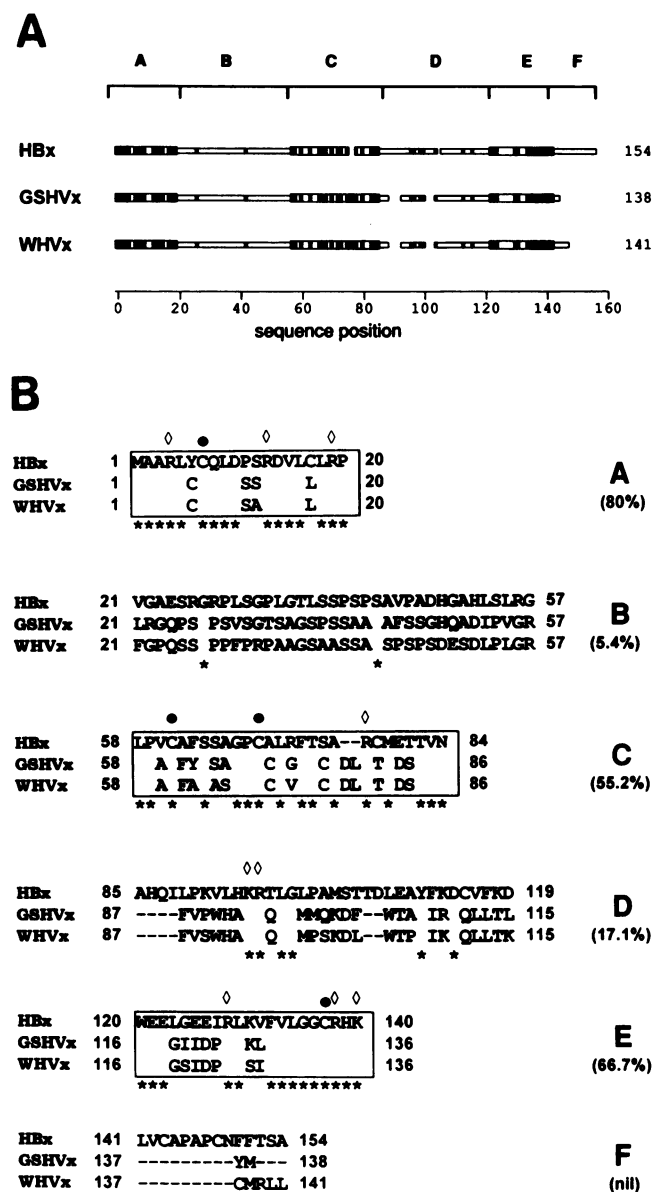 A
A B C D E F
HBx 154
GSHVx 138
WHVx 141
0 20 40 60 80 100 120 140 160
sequence position
B
◊ ● ◊ ◊
HBx 1 MAARLYCQLDPSRDVLCLRP 20
GSHVx 1 C SS L 20
WHVx 1 C SA L 20
***** **** **** ***
A
(80%)
HBx 21 VGAESRGRPLSGPLGTLSSPSPSAVPADHGAHLSLRG 57
GSHVx 21 LRGQPS PSVSGTSAGSPSSAA AFSSGHQADIPVGR 57
WHVx 21 FGPQSS PPFPRPAAGSAASSA SPSPSDESDLPLGR 57
* *
B
(5.4%)
● ● ◊
HBx 58 LPVCAFSSAGPCALRFTSA--RCMETTVN 84
GSHVx 58 A FY SA C G C DL T DS 86
WHVx 58 A FA AS C V C DL T DS 86
** * * *** * ** * * * ***
C
(55.2%)
◊◊
HBx 85 AHQILPKVLHKRTLGLPAMSTTDLEAYFKDCVFKD 119
GSHVx 87 ----FVPWHA Q MMQKDF--WTA IR QLLTL 115
WHVx 87 ----FVSWHA Q MPSKDL--WTP IK QLLTK 115
** ** * *
D
(17.1%)
◊ ●◊ ◊
HBx 120 WEELGEEIRLKVFVLGGCRHK 140
GSHVx 116 GIIDP KL 136
WHVx 116 GSIDP SI 136
*** ** *********
E
(66.7%)
HBx 141 LVCAPAPCNFFTSA 154
GSHVx 137 ---------YM--- 138
WHVx 137 ---------CMRLL 141
F
(nil)